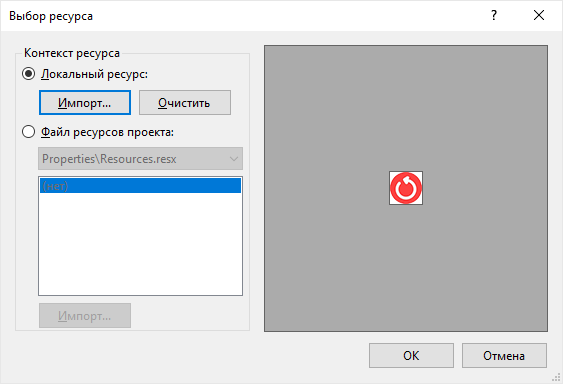 Выбор ресурса
?
Контекст ресурса
Локальный ресурс:
Импорт...
Очистить
Файл ресурсов проекта:
Properties\Resources.resx
(нет)
Импорт...
OK
Отмена